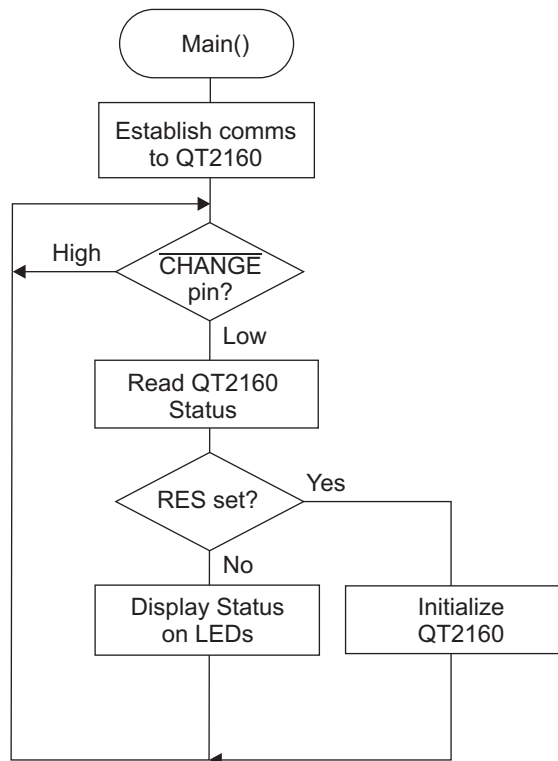 Main()
Establish comms
to QT2160
High
CHANGE
pin?
Low
Read QT2160
Status
RES set?
Yes
No
Display Status
on LEDs
Initialize
QT2160